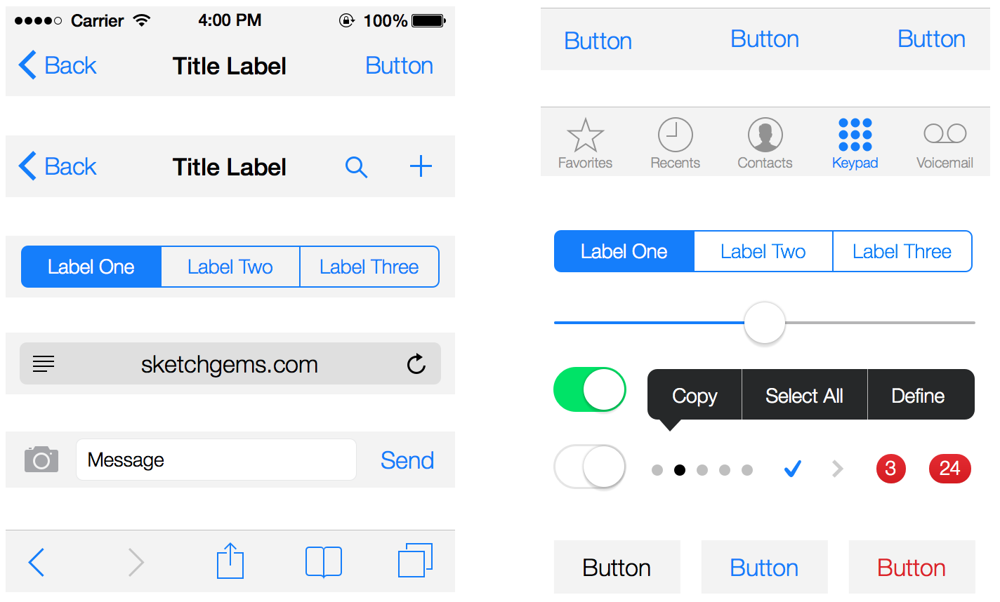 Carrier 4:00 PM 100%
Back Title Label Button
Back Title Label
Label One Label Two Label Three
sketchgems.com
Message Send
Button Button Button
Favorites Recents Contacts Keypad Voicemail
Label One Label Two Label Three
Copy Select All Define
3 24
Button Button Button